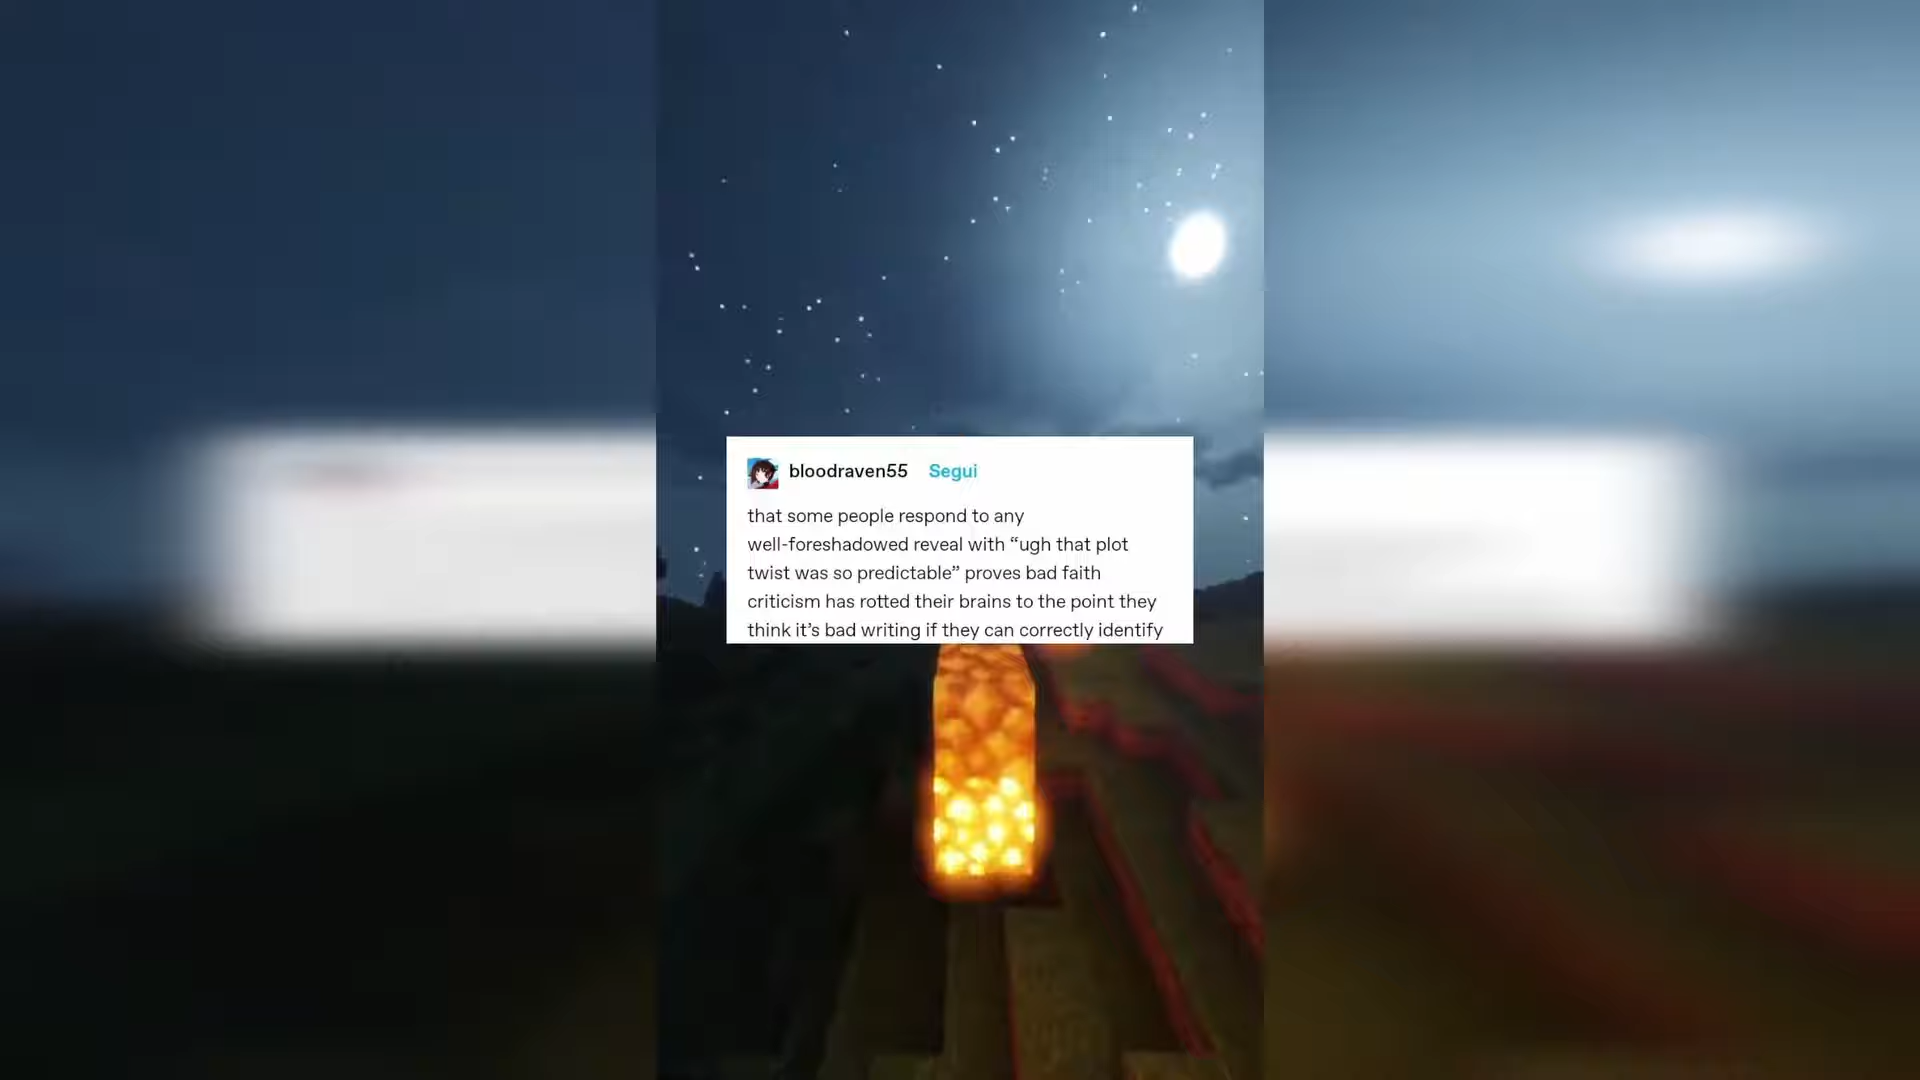 bloodraven55 Segui
that some people respond to any
well-foreshadowed reveal with “ugh that plot
twist was so predictable” proves bad faith
criticism has rotted their brains to the point they
think it’s bad writing if they can correctly identify